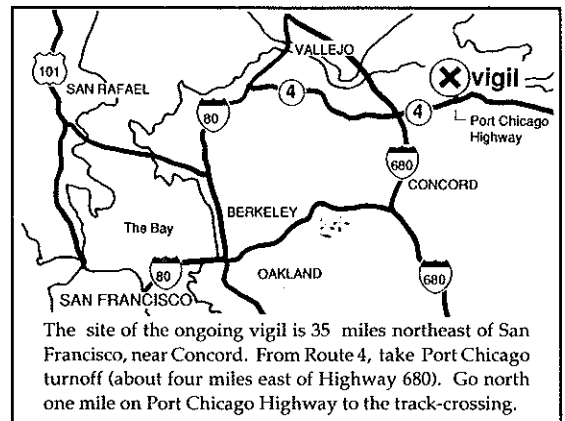 VALLEJO
101
SAN RAFAEL
vigil
4
4
80
Port Chicago
Highway
680
CONCORD
BERKELEY
The Bay
80
OAKLAND
680
SAN FRANCISCO
The site of the ongoing vigil is 35 miles northeast of San
Francisco, near Concord. From Route 4, take Port Chicago
turnoff (about four miles east of Highway 680). Go north
one mile on Port Chicago Highway to the track-crossing.